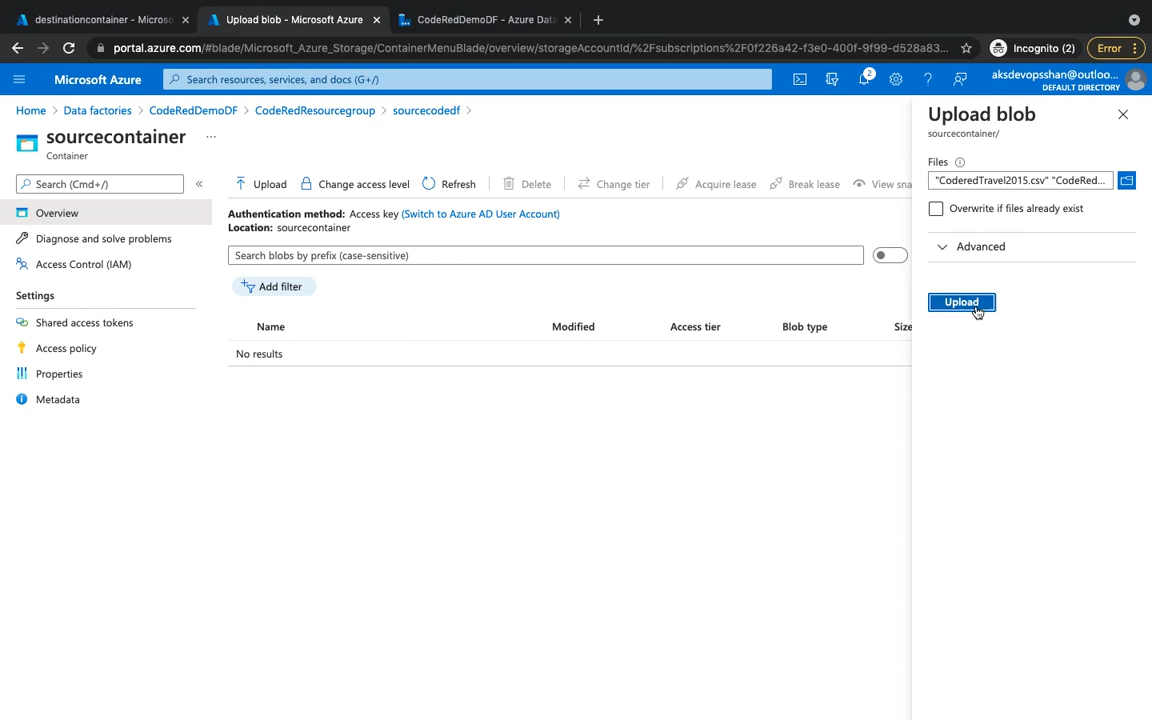 destinationcontainer - Microso
Upload blob - Microsoft Azure
CodeRedDemoDF - Azure Dat
portal.azure.com/#blade/Microsoft_Azure_Storage/ContainerMenuBlade/overview/storageAccountId/%2Fsubscriptions%2F0f226a42-f3e0-400f-9f99-d528a83...
Incognito (2)
Error
Microsoft Azure
Search resources, services, and docs (G+/)
2
aksdevopsshan@outloo...
DEFAULT DIRECTORY
Home > Data factories > CodeRedDemoDF > CodeRedResourcegroup > sourcecodedf >
sourcecontainer ...
Container
Search (Cmd+/)
«
Overview
Diagnose and solve problems
Access Control (IAM)
Settings
Shared access tokens
Access policy
Properties
Metadata
Upload
Change access level
Refresh
Delete
Change tier
Acquire lease
Break lease
View sna
Authentication method: Access key (Switch to Azure AD User Account)
Location: sourcecontainer
Search blobs by prefix (case-sensitive)
Add filter
Name Modified Access tier Blob type Size
No results
Upload blob
sourcecontainer/
Files
"CoderedTravel2015.csv" "CodeRed...
Overwrite if files already exist
Advanced
Upload